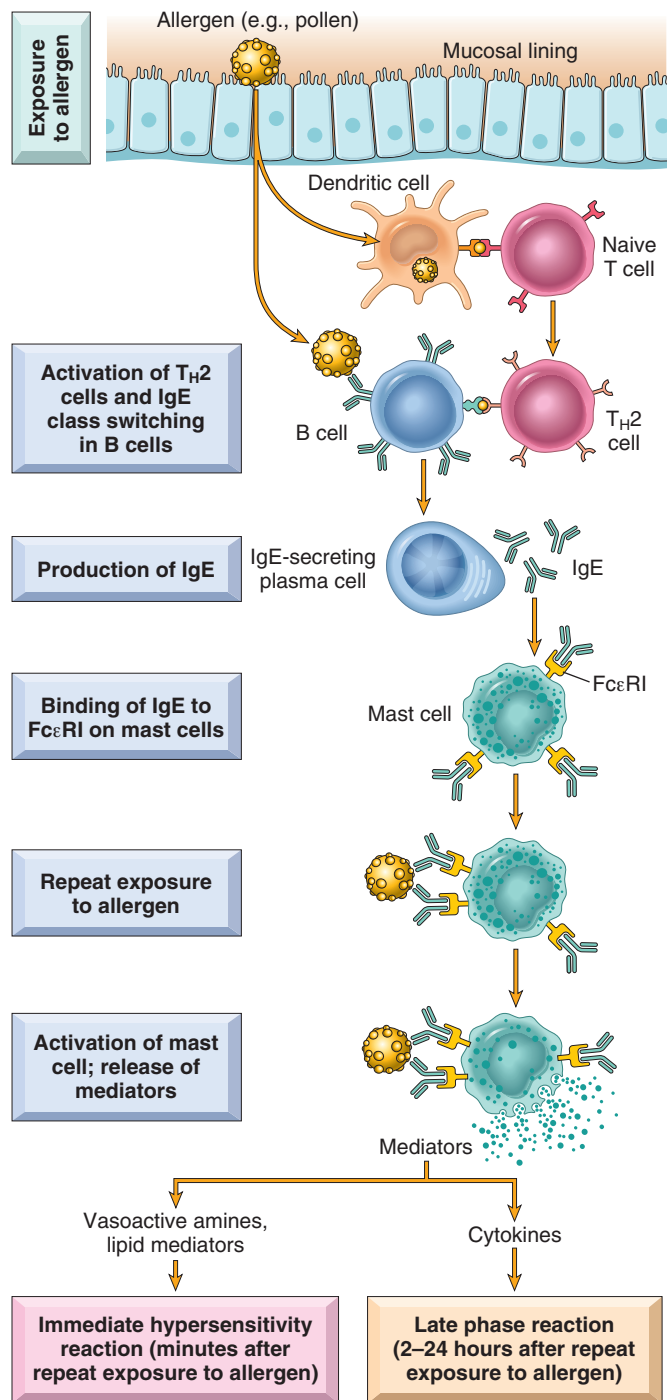 Exposure
to allergen
Allergen (e.g., pollen)
Mucosal lining
Dendritic cell
Naive
T cell
Activation of TH2
cells and IgE
class switching
in B cells
B cell
TH2
cell
Production of IgE
IgE-secreting
plasma cell
IgE
Binding of IgE to
FcεRI on mast cells
Mast cell
FcεRI
Repeat exposure
to allergen
Activation of mast
cell; release of
mediators
Mediators
Vasoactive amines,
lipid mediators
Cytokines
Immediate hypersensitivity
reaction (minutes after
repeat exposure to allergen)
Late phase reaction
(2–24 hours after repeat
exposure to allergen)